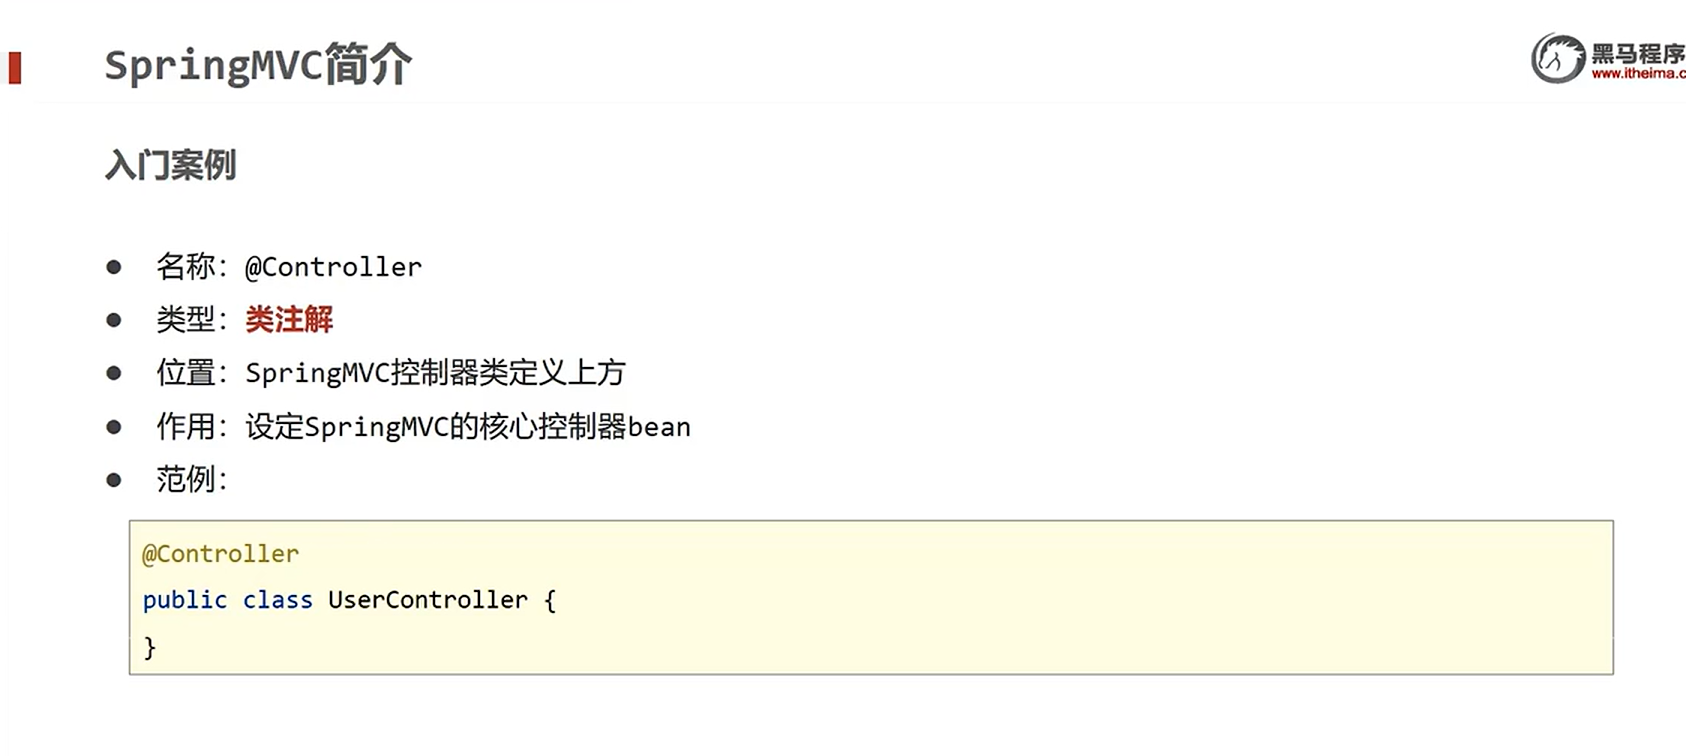 SpringMVC简介
黑马程序
www.itheima.c
入门案例
● 名称：@Controller
● 类型：类注解
● 位置：SpringMVC控制器类定义上方
● 作用：设定SpringMVC的核心控制器bean
● 范例：
@Controller
public class UserController {
}